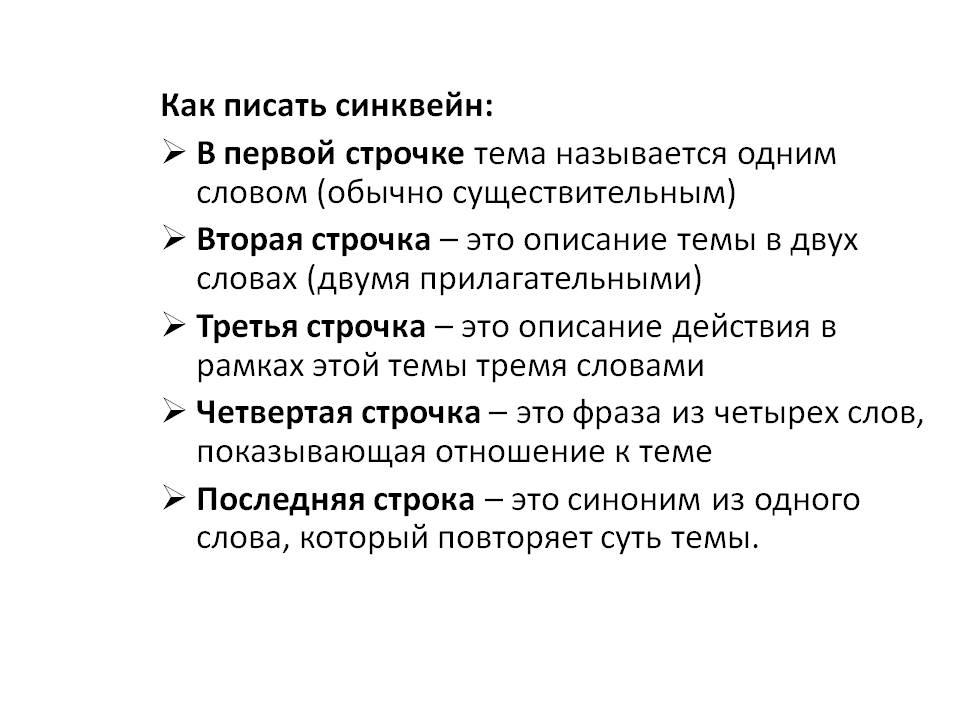 Как писать синквейн:
➢ В первой строчке тема называется одним
словом (обычно существительным)
➢ Вторая строчка – это описание темы в двух
словах (двумя прилагательными)
➢ Третья строчка – это описание действия в
рамках этой темы тремя словами
➢ Четвертая строчка – это фраза из четырех слов,
показывающая отношение к теме
➢ Последняя строка – это синоним из одного
слова, который повторяет суть темы.